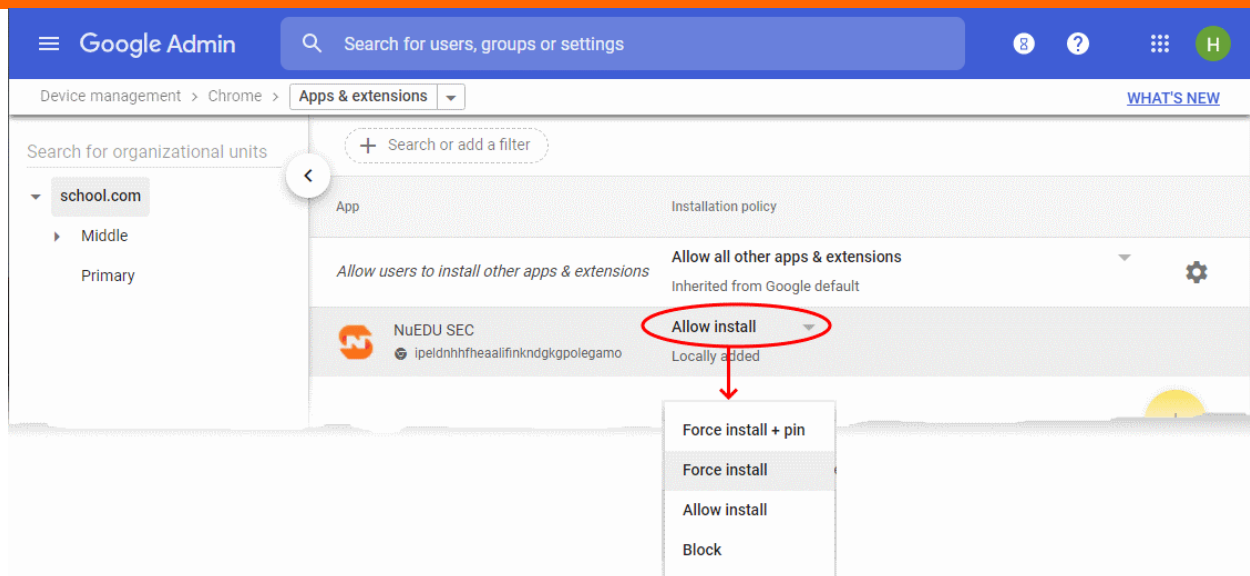 Google Admin
Search for users, groups or settings
8
?
H
Device management > Chrome > Apps & extensions
WHAT'S NEW
Search for organizational units
+ Search or add a filter
school.com
Middle
Primary
App
Installation policy
Allow users to install other apps & extensions
Allow all other apps & extensions
Inherited from Google default
NuEDU SEC
Allow install
ipeldnhhfheaalifinkndgkgpolegamo
Locally added
Force install + pin
Force install
Allow install
Block